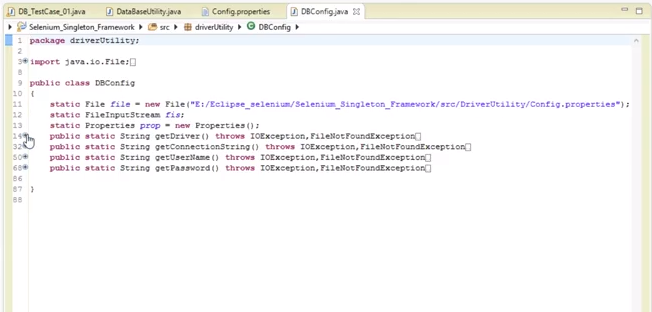 DB_TestCase_01.java DataBaseUtility.java Config.properties DBConfig.java
Selenium_Singleton_Framework src driverUtility DBConfig
1 package driverUtility;
2
3 import java.io.File;
8
9 public class DBConfig
10 {
11 static File file = new File("E:/Eclipse_selenium/Selenium_Singleton_Framework/src/DriverUtility/Config.properties");
12 static FileInputStream fis;
13 static Properties prop = new Properties();
14 public static String getDriver() throws IOException,FileNotFoundException
32 public static String getConnectionString() throws IOException,FileNotFoundException
50 public static String getUserName() throws IOException,FileNotFoundException
68 public static String getPassword() throws IOException,FileNotFoundException
86
87 }
88